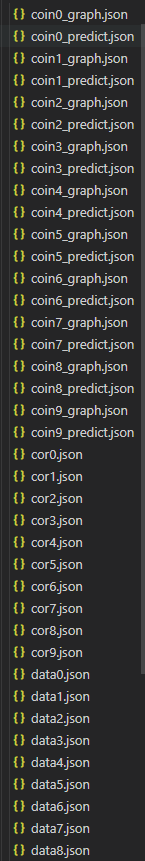 {} coin0_graph.json
{} coin0_predict.json
{} coin1_graph.json
{} coin1_predict.json
{} coin2_graph.json
{} coin2_predict.json
{} coin3_graph.json
{} coin3_predict.json
{} coin4_graph.json
{} coin4_predict.json
{} coin5_graph.json
{} coin5_predict.json
{} coin6_graph.json
{} coin6_predict.json
{} coin7_graph.json
{} coin7_predict.json
{} coin8_graph.json
{} coin8_predict.json
{} coin9_graph.json
{} coin9_predict.json
{} cor0.json
{} cor1.json
{} cor2.json
{} cor3.json
{} cor4.json
{} cor5.json
{} cor6.json
{} cor7.json
{} cor8.json
{} cor9.json
{} data0.json
{} data1.json
{} data2.json
{} data3.json
{} data4.json
{} data5.json
{} data6.json
{} data7.json
{} data8.json